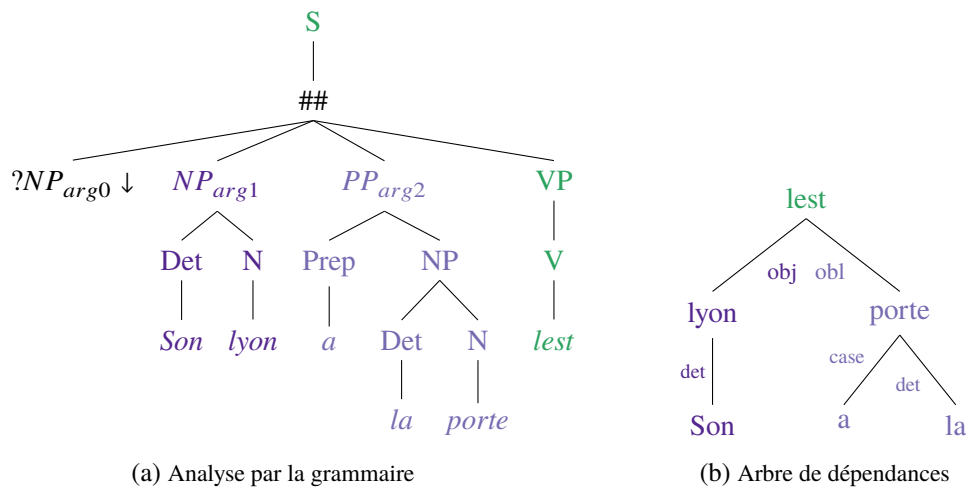 S
##
?NP_arg0 ↓ NP_arg1 PP_arg2 VP
Det N Prep NP V
Son lyon a Det N lest
la porte
(a) Analyse par la grammaire
lest
obj obl
lyon porte
det case det
Son a la
(b) Arbre de dépendances